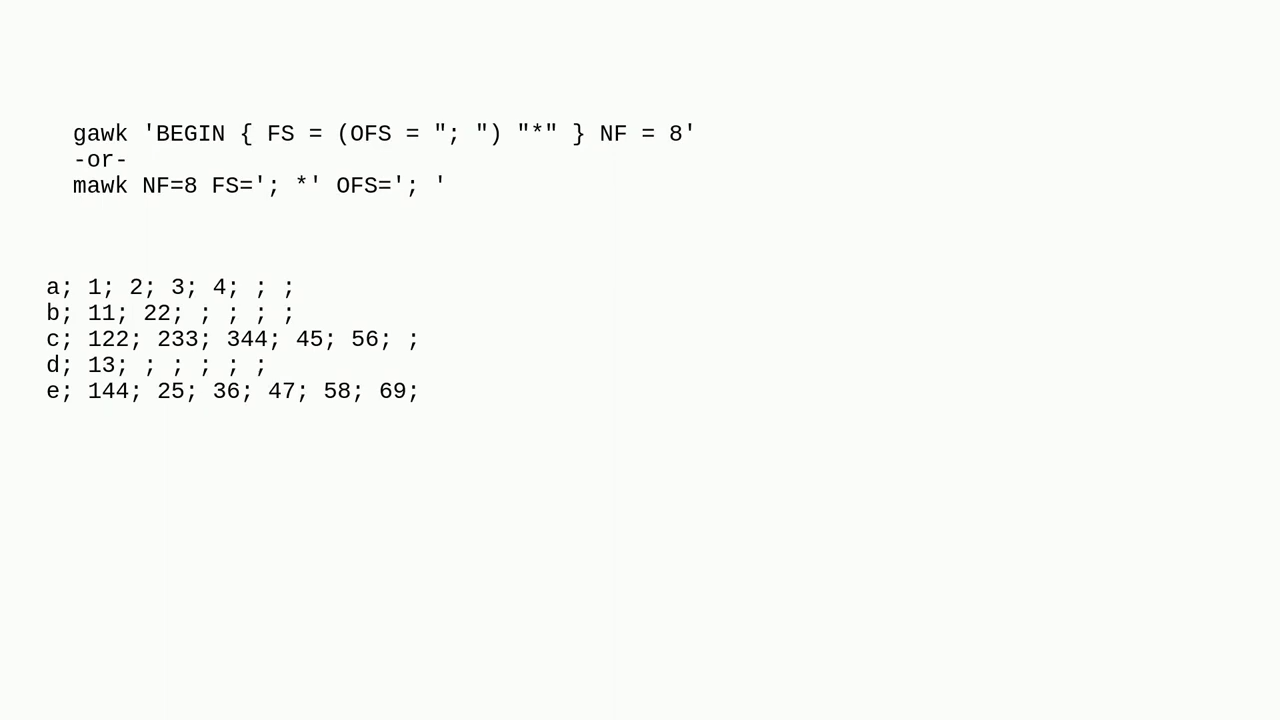 gawk 'BEGIN { FS = (OFS = "; ") "*" } NF = 8'
-or-
mawk NF=8 FS='; *' OFS='; '
a; 1; 2; 3; 4; ; ;
b; 11; 22; ; ; ; ;
c; 122; 233; 344; 45; 56; ;
d; 13; ; ; ; ; ;
e; 144; 25; 36; 47; 58; 69;